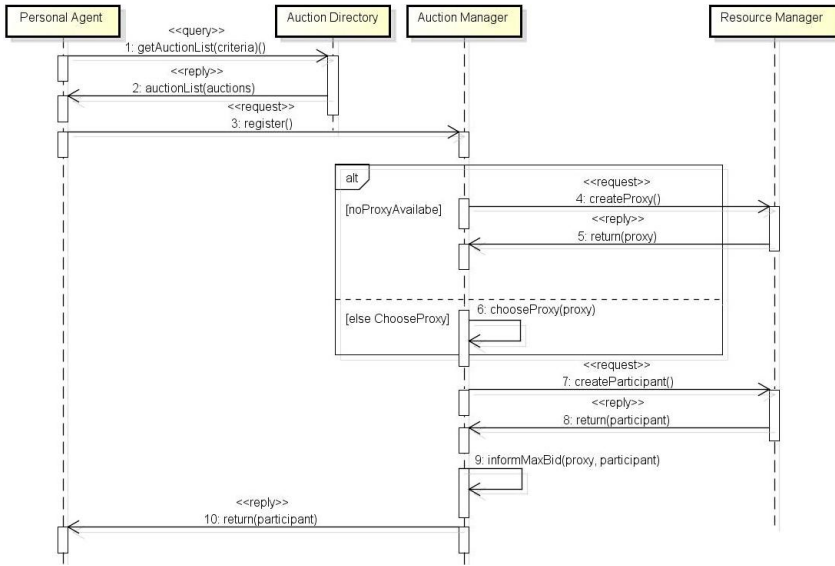 Personal Agent
Auction Directory
Auction Manager
Resource Manager
<<query>>
1: getAuctionList(criteria)()
<<reply>>
2: auctionList(auctions)
<<request>>
3: register()
alt
<<request>>
[noProxyAvailabe]
4: createProxy()
<<reply>>
5: return(proxy)
6: chooseProxy(proxy)
[else ChooseProxy]
<<request>>
7: createParticipant()
<<reply>>
8: return(participant)
9: informMaxBid(proxy, participant)
<<reply>>
10: return(participant)